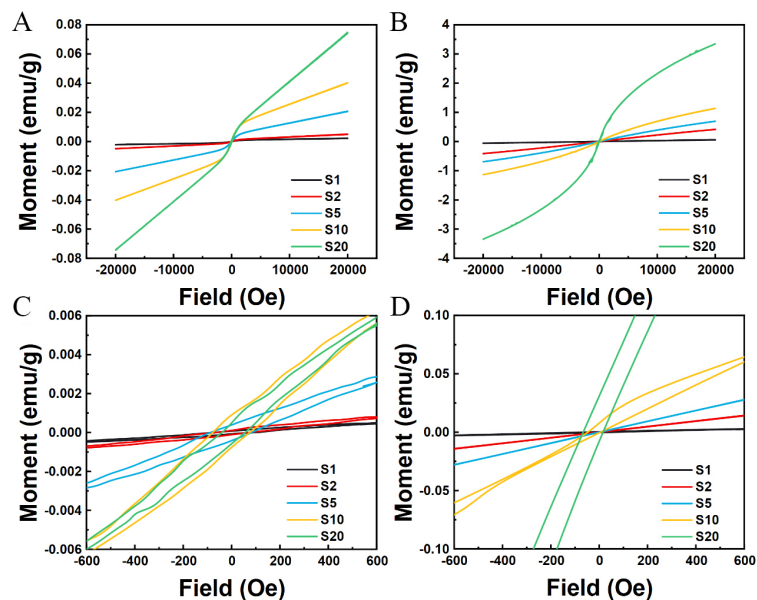 A
Moment (emu/g)
0.08
0.06
0.04
0.02
0.00
-0.02
-0.04
-0.06
-0.08
-20000 -10000 0 10000 20000
Field (Oe)
S1
S2
S5
S10
S20
B
Moment (emu/g)
4
3
2
1
0
-1
-2
-3
-4
-20000 -10000 0 10000 20000
Field (Oe)
S1
S2
S5
S10
S20
C
Moment (emu/g)
0.006
0.004
0.002
0.000
-0.002
-0.004
-0.006
-600 -400 -200 0 200 400 600
Field (Oe)
S1
S2
S5
S10
S20
D
Moment (emu/g)
0.10
0.05
0.00
-0.05
-0.10
-600 -400 -200 0 200 400 600
Field (Oe)
S1
S2
S5
S10
S20